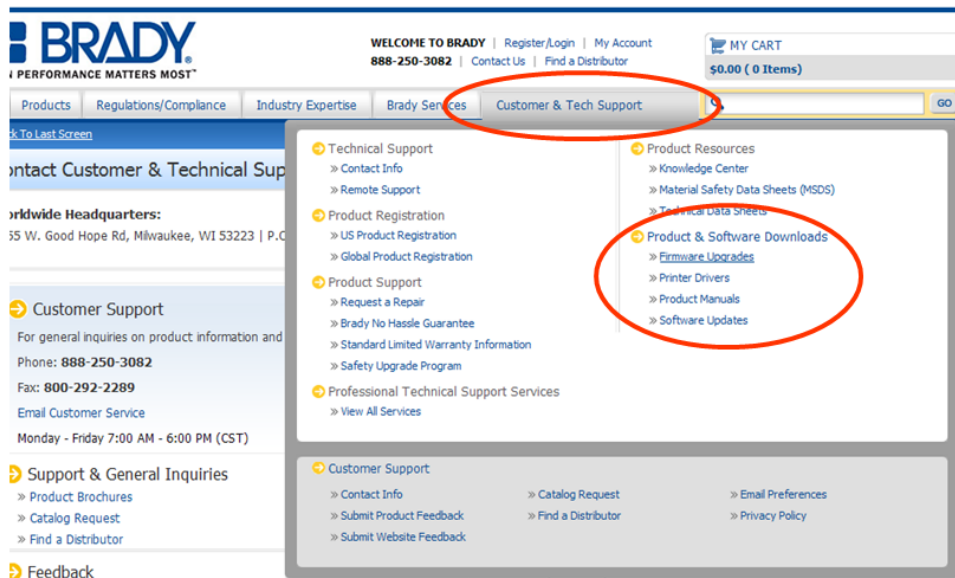 BRADY
N PERFORMANCE MATTERS MOST™
WELCOME TO BRADY | Register/Login | My Account
888-250-3082 | Contact Us | Find a Distributor
MY CART
$0.00 ( 0 Items)
Products
Regulations/Compliance
Industry Expertise
Brady Services
Customer & Tech Support
GO
ck To Last Screen
ontact Customer & Technical Sup
orldwide Headquarters:
55 W. Good Hope Rd, Milwaukee, WI 53223 | P.O
Customer Support
For general inquiries on product information and
Phone: 888-250-3082
Fax: 800-292-2289
Email Customer Service
Monday - Friday 7:00 AM - 6:00 PM (CST)
Support & General Inquiries
» Product Brochures
» Catalog Request
» Find a Distributor
Feedback
Technical Support
» Contact Info
» Remote Support
Product Registration
» US Product Registration
» Global Product Registration
Product Support
» Request a Repair
» Brady No Hassle Guarantee
» Standard Limited Warranty Information
» Safety Upgrade Program
Professional Technical Support Services
» View All Services
Product Resources
» Knowledge Center
» Material Safety Data Sheets (MSDS)
» Technical Data Sheets
Product & Software Downloads
» Firmware Upgrades
» Printer Drivers
» Product Manuals
» Software Updates
Customer Support
» Contact Info
» Submit Product Feedback
» Submit Website Feedback
» Catalog Request
» Find a Distributor
» Email Preferences
» Privacy Policy